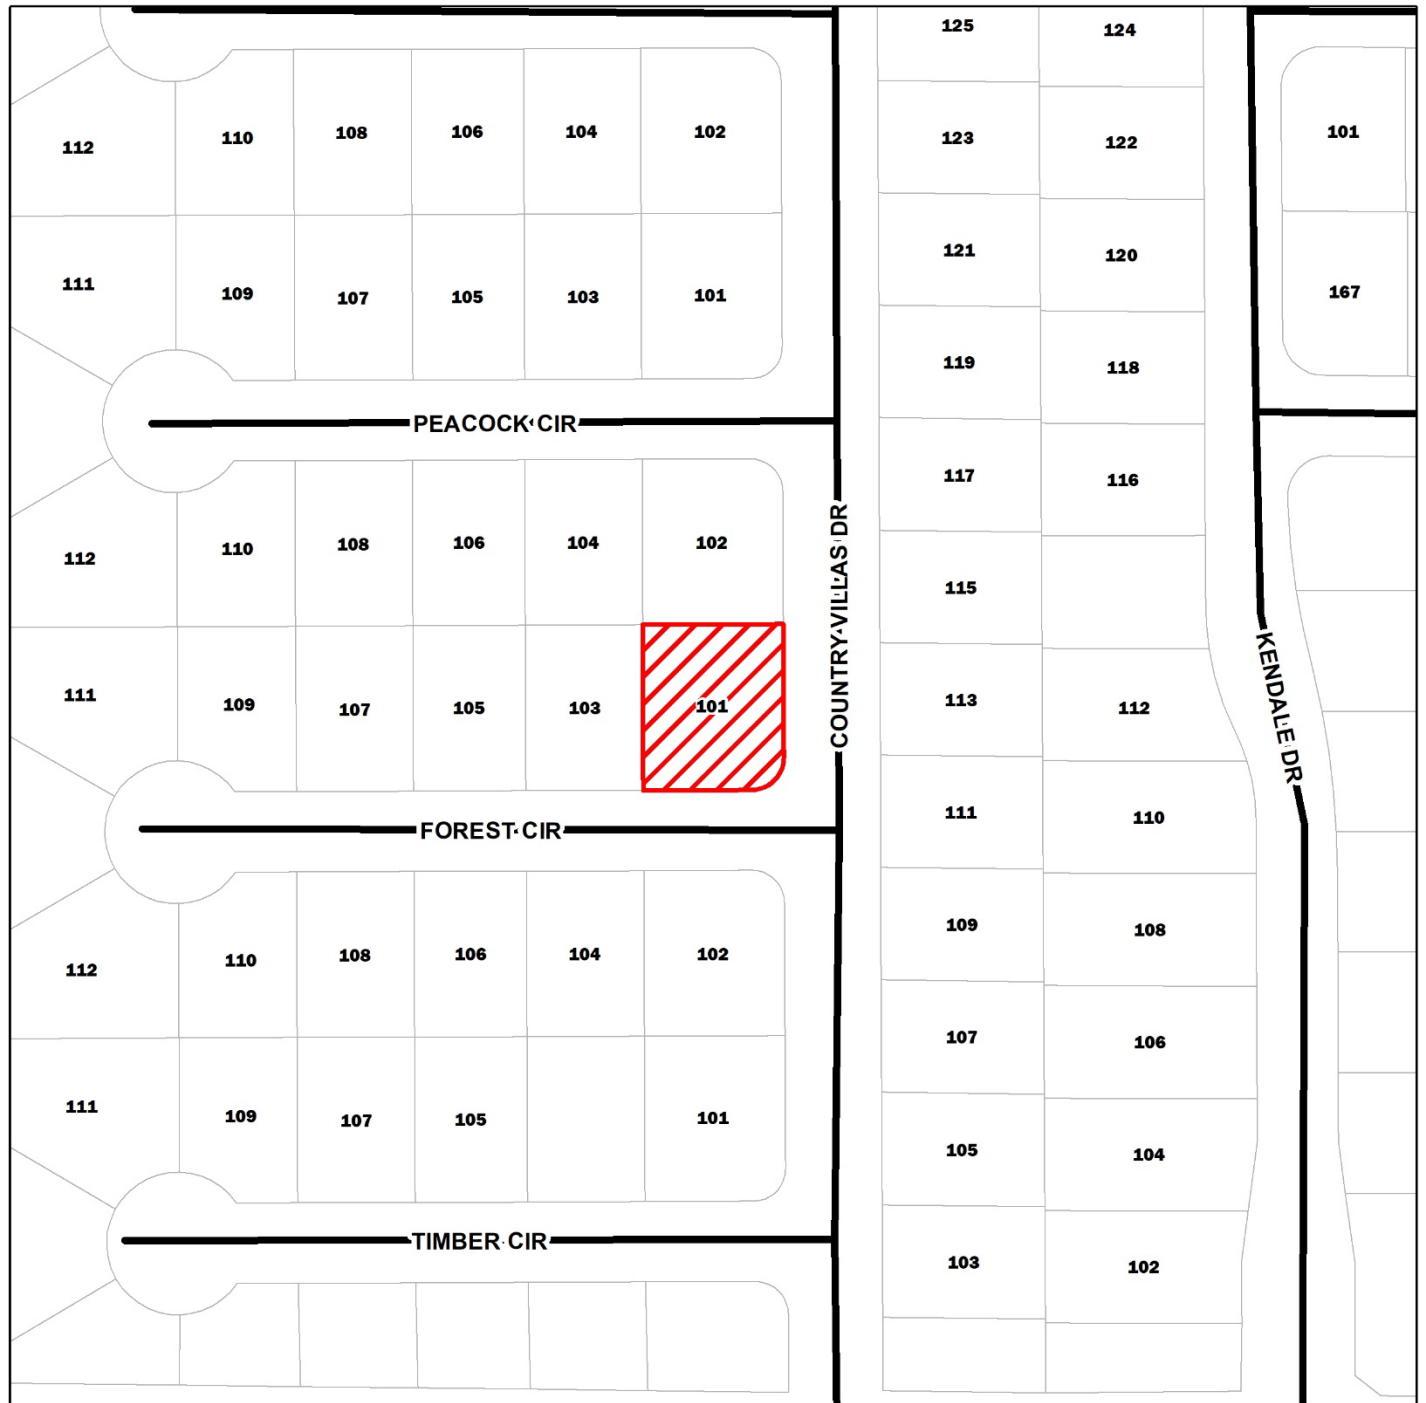 125 124
112 110 108 106 104 102 123 122 101
111 109 107 105 103 101 121 120 167
119 118
PEACOCK CIR
117 116
112 110 108 106 104 102 115
COUNTRY VILLAS DR
KENDALE DR
111 109 107 105 103 101 113 112
FOREST CIR
111 110
112 110 108 106 104 102 109 108
107 106
111 109 107 105 101 105 104
TIMBER CIR
103 102